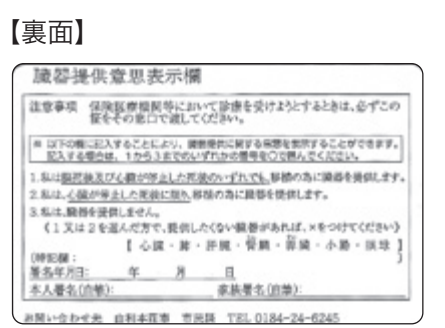 【裏面】
臓器提供意思表示欄
注意事項 保険医療機関等において診療を受けようとするときは、必ずこの
証をその窓口で渡してください。
※ 以下の欄に記入することにより、臓器提供に関する意思を表示することができます。
記入する場合は、1から3までのいずれかの番号を○で囲んでください。
1.私は、脳死後及び心臓が停止した死後のいずれでも、移植の為に臓器を提供します。
2.私は、心臓が停止した死後に限り、移植の為に臓器を提供します。
3.私は、臓器を提供しません。
《1又は2を選んだ方で、提供したくない臓器があれば、×をつけてください》
【 心臓・肺・肝臓・腎臓・膵臓・小腸・眼球 】
〔特記欄: 〕
署名年月日: 年 月 日
本人署名(自筆): 家族署名(自筆):
お問い合わせ先 由利本荘市 市民課 TEL 0184-24-6245